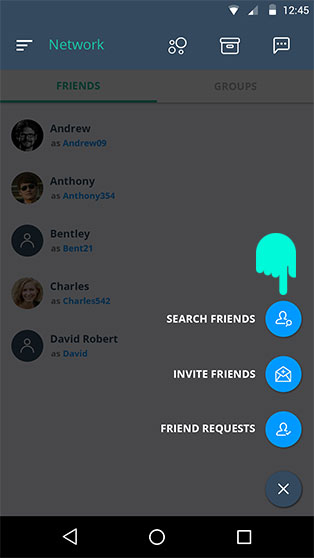 12:45
Network
FRIENDS GROUPS
Andrew
as Andrew09
Anthony
as Anthony354
Bentley
as Bent21
Charles
as Charles542
SEARCH FRIENDS
David Robert
as David
INVITE FRIENDS
FRIEND REQUESTS